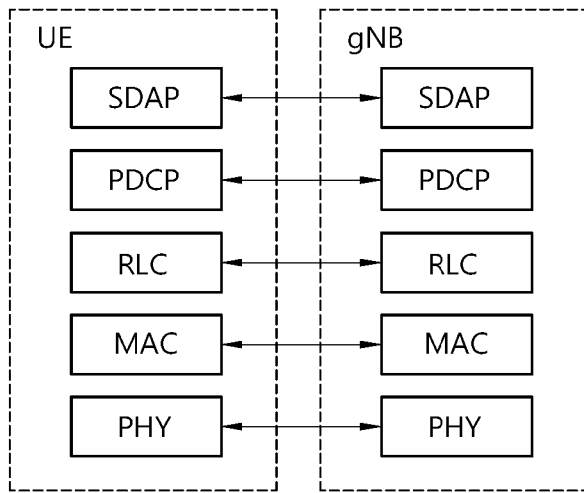 UE gNB
SDAP SDAP
PDCP PDCP
RLC RLC
MAC MAC
PHY PHY